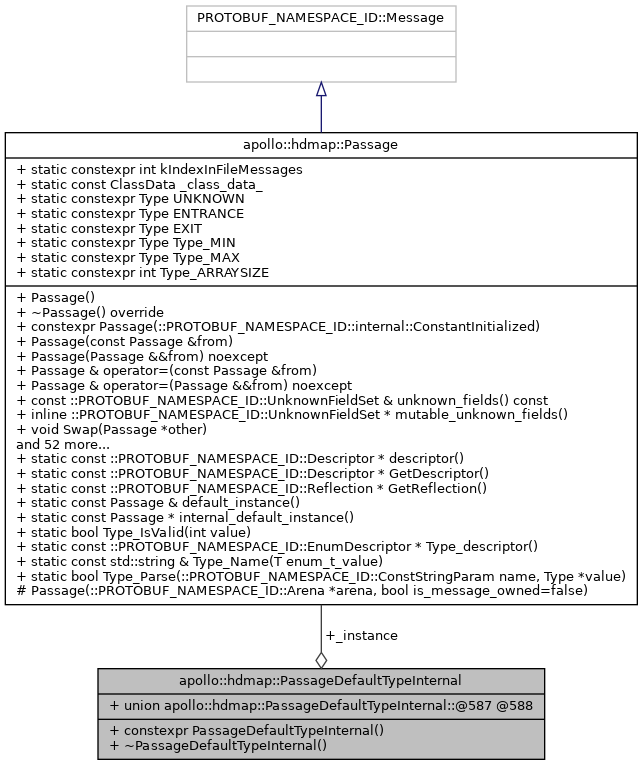 PROTOBUF_NAMESPACE_ID::Message
apollo::hdmap::Passage
+ static constexpr int kIndexInFileMessages
+ static const ClassData _class_data_
+ static constexpr Type UNKNOWN
+ static constexpr Type ENTRANCE
+ static constexpr Type EXIT
+ static constexpr Type Type_MIN
+ static constexpr Type Type_MAX
+ static constexpr int Type_ARRAYSIZE
+ Passage()
+ ~Passage() override
+ constexpr Passage(::PROTOBUF_NAMESPACE_ID::internal::ConstantInitialized)
+ Passage(const Passage &from)
+ Passage(Passage &&from) noexcept
+ Passage & operator=(const Passage &from)
+ Passage & operator=(Passage &&from) noexcept
+ const ::PROTOBUF_NAMESPACE_ID::UnknownFieldSet & unknown_fields() const
+ inline ::PROTOBUF_NAMESPACE_ID::UnknownFieldSet * mutable_unknown_fields()
+ void Swap(Passage *other)
and 52 more...
+ static const ::PROTOBUF_NAMESPACE_ID::Descriptor * descriptor()
+ static const ::PROTOBUF_NAMESPACE_ID::Descriptor * GetDescriptor()
+ static const ::PROTOBUF_NAMESPACE_ID::Reflection * GetReflection()
+ static const Passage & default_instance()
+ static const Passage * internal_default_instance()
+ static bool Type_IsValid(int value)
+ static const ::PROTOBUF_NAMESPACE_ID::EnumDescriptor * Type_descriptor()
+ static const std::string & Type_Name(T enum_t_value)
+ static bool Type_Parse(::PROTOBUF_NAMESPACE_ID::ConstStringParam name, Type *value)
# Passage(::PROTOBUF_NAMESPACE_ID::Arena *arena, bool is_message_owned=false)
+_instance
apollo::hdmap::PassageDefaultTypeInternal
+ union apollo::hdmap::PassageDefaultTypeInternal::@587 @588
+ constexpr PassageDefaultTypeInternal()
+ ~PassageDefaultTypeInternal()